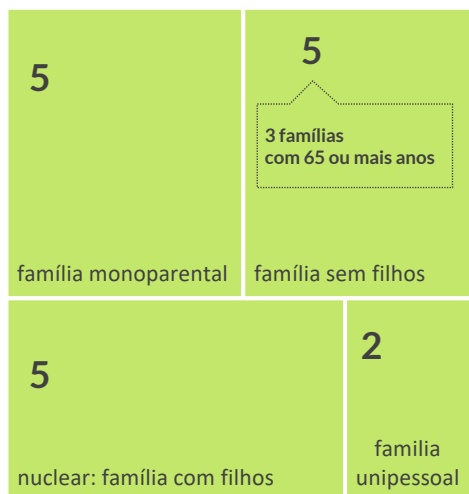 5
família monoparental
5
3 famílias
com 65 ou mais anos
família sem filhos
5
nuclear: família com filhos
2
familia
unipessoal